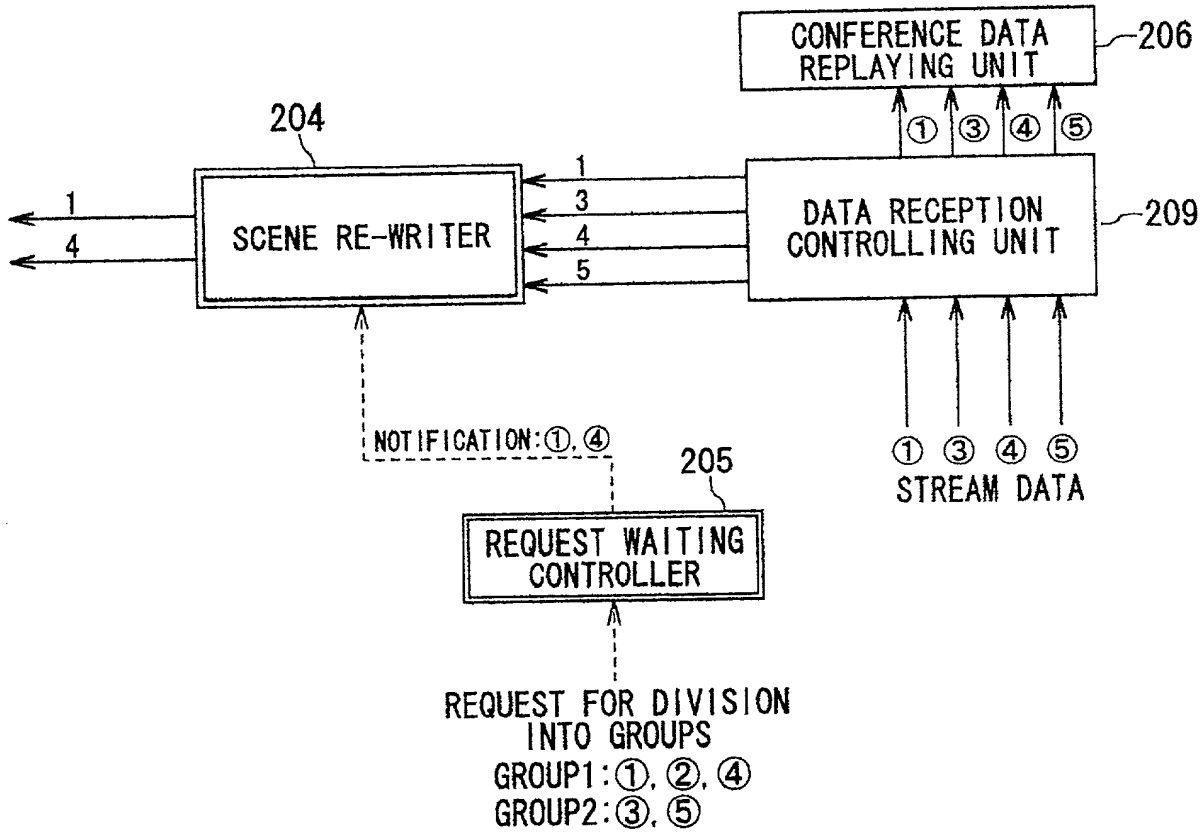 CONFERENCE DATA
REPLAYING UNIT
206
① ③ ④ ⑤
204
SCENE RE-WRITER
1
4
1
3
4
5
DATA RECEPTION
CONTROLLING UNIT
209
① ③ ④ ⑤
STREAM DATA
NOTIFICATION:①, ④
205
REQUEST WAITING
CONTROLLER
REQUEST FOR DIVISION
INTO GROUPS
GROUP1:①, ②, ④
GROUP2:③, ⑤